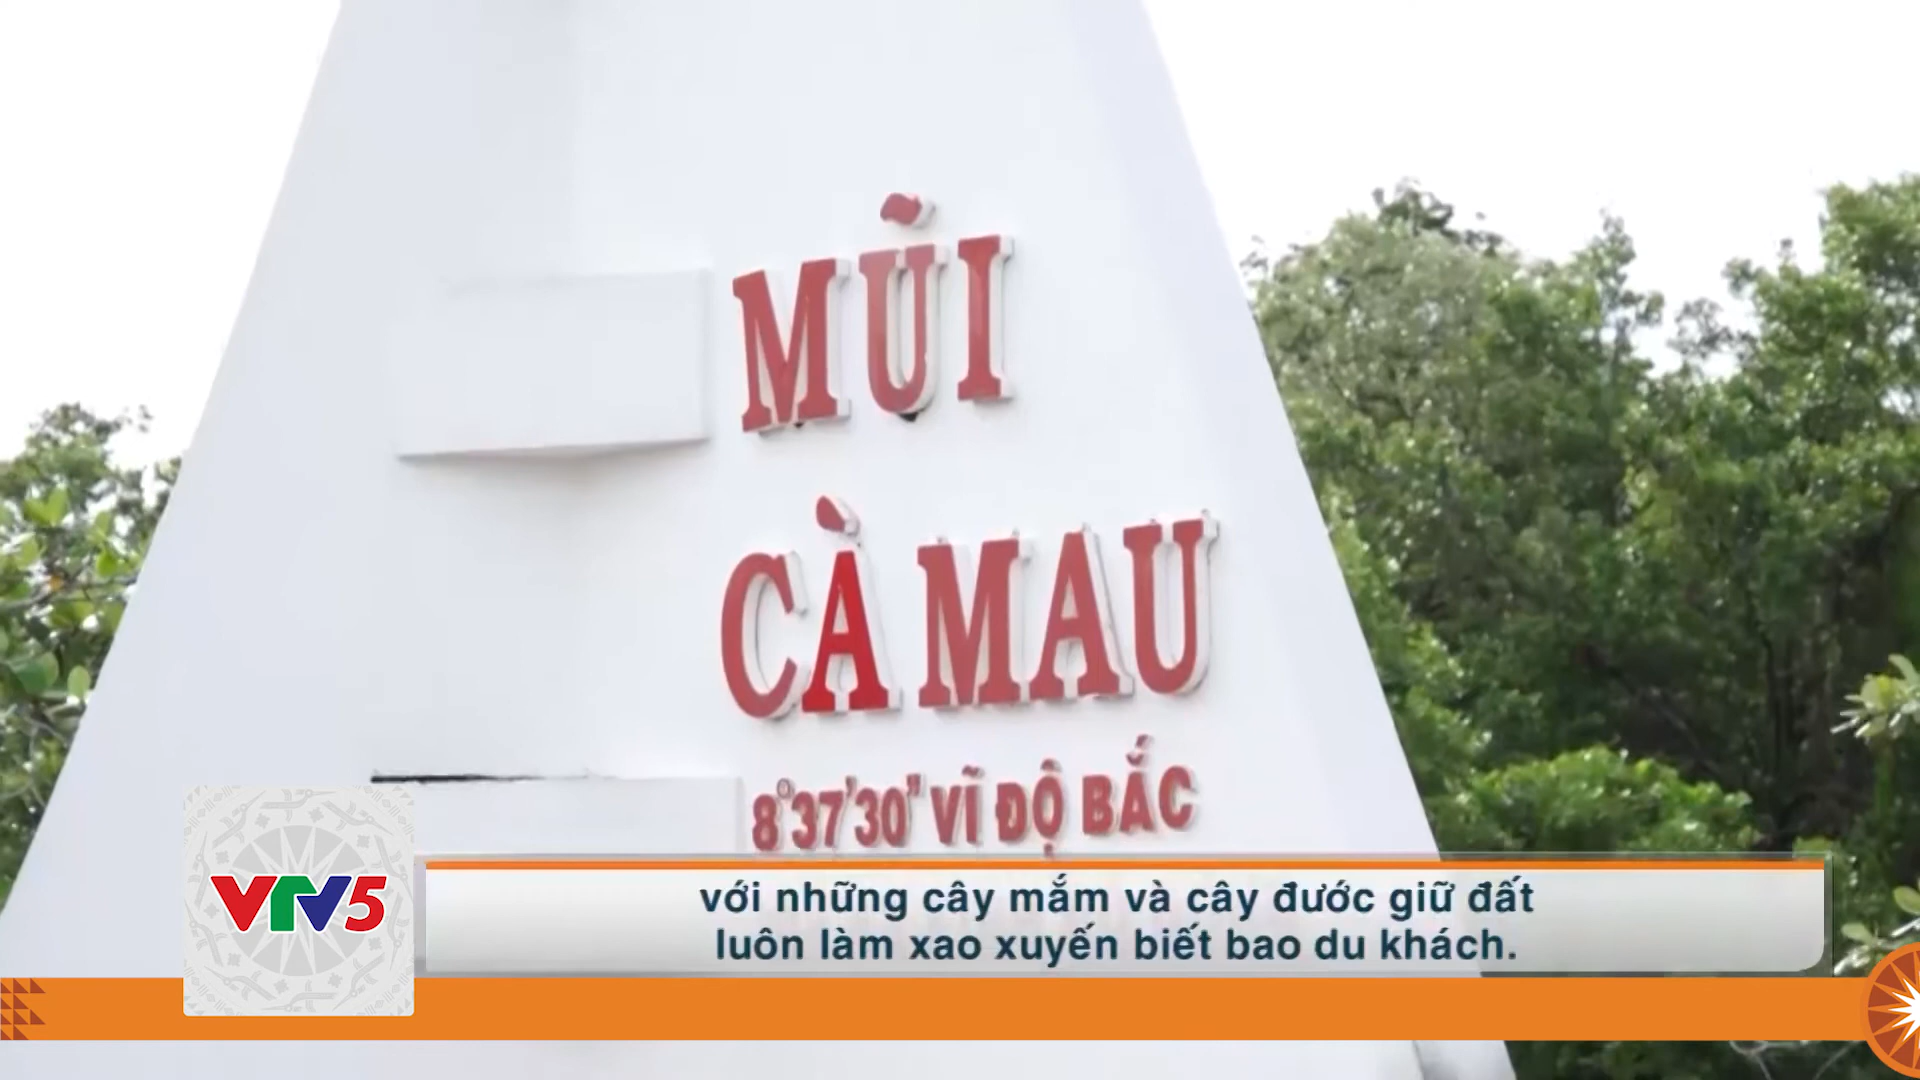 MÙI
CÀ MAU
8°37'30" VĨ ĐỘ BẮC
VTV5
với những cây mắm và cây đước giữ đất
luôn làm xao xuyến biết bao du khách.